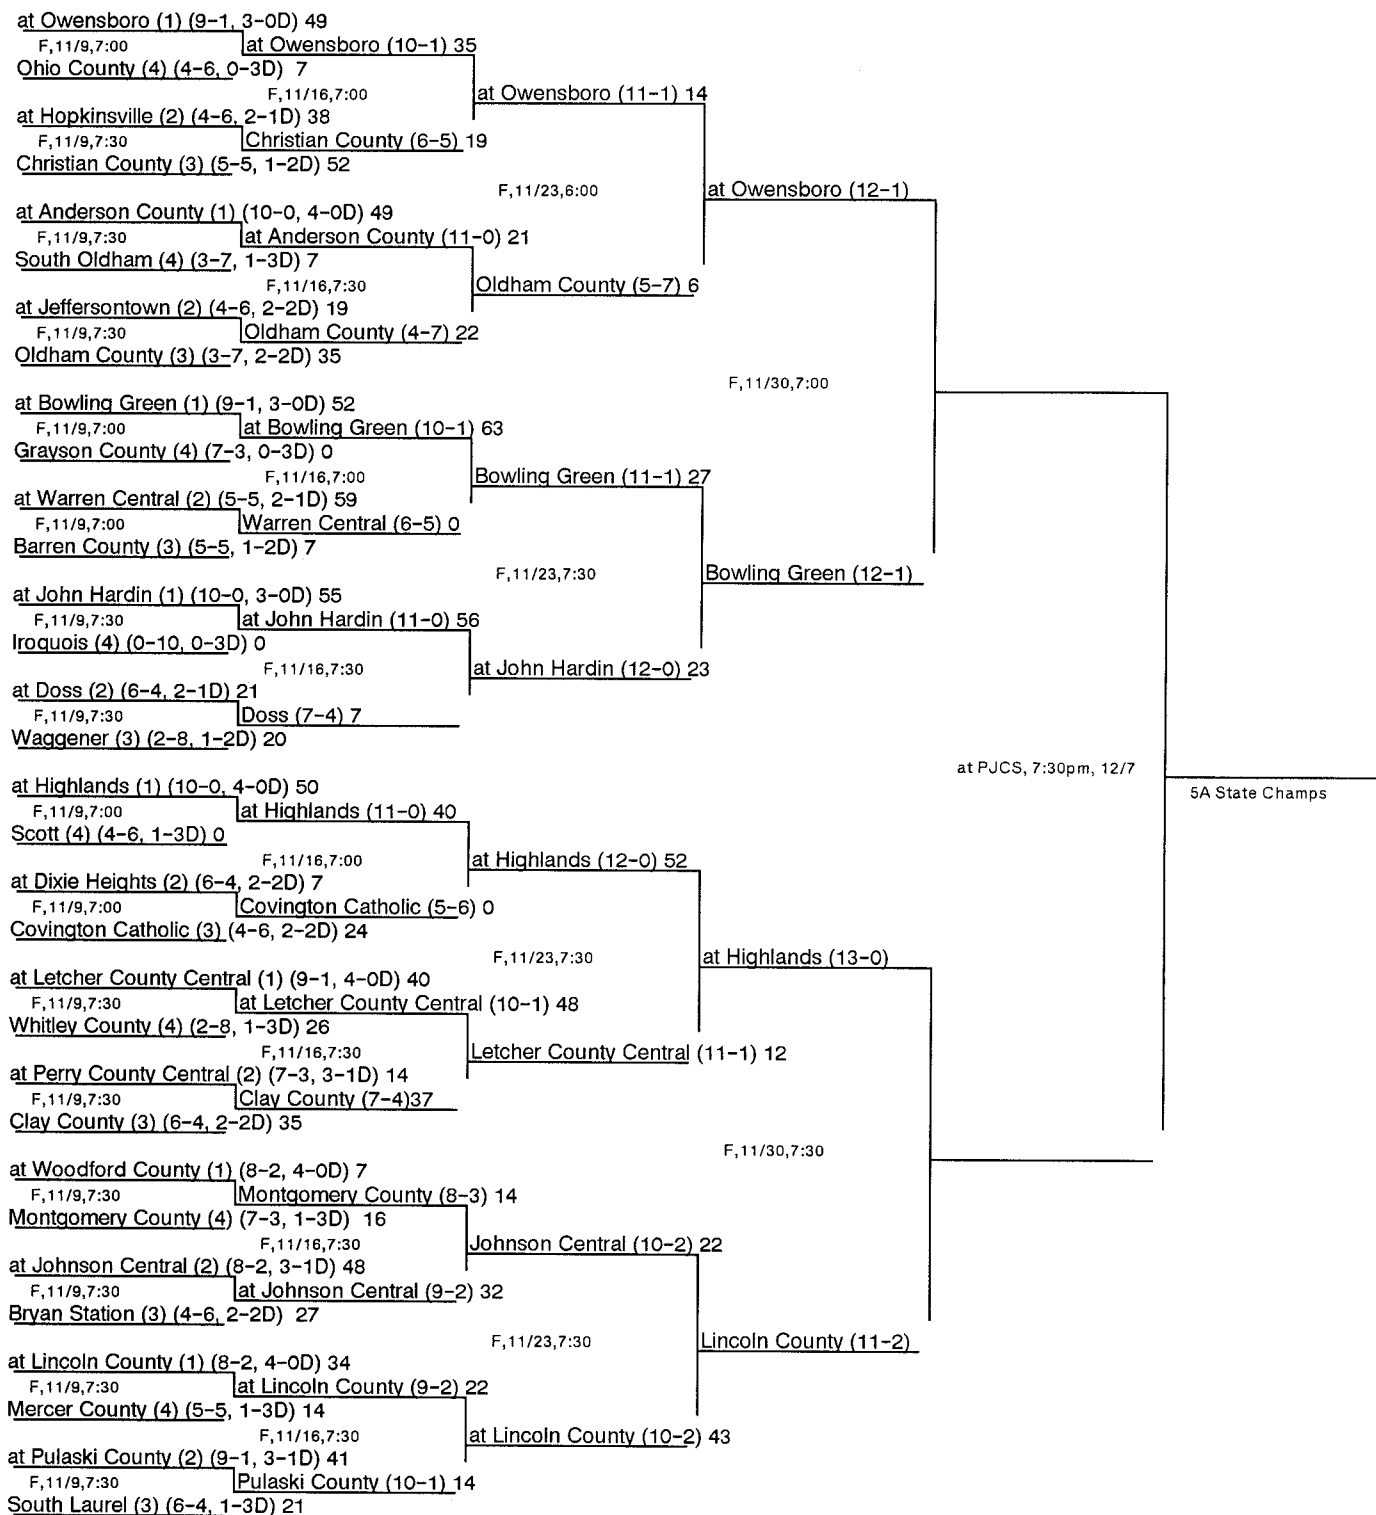 at Owensboro (1) (9-1, 3-0D) 49
F,11/9,7:00
at Owensboro (10-1) 35
Ohio County (4) (4-6, 0-3D) 7
F,11/16,7:00
at Owensboro (11-1) 14
at Hopkinsville (2) (4-6, 2-1D) 38
F,11/9,7:30
Christian County (6-5) 19
Christian County (3) (5-5, 1-2D) 52
F,11/23,6:00
at Owensboro (12-1)
at Anderson County (1) (10-0, 4-0D) 49
F,11/9,7:30
at Anderson County (11-0) 21
South Oldham (4) (3-7, 1-3D) 7
F,11/16,7:30
Oldham County (5-7) 6
at Jeffersontown (2) (4-6, 2-2D) 19
F,11/9,7:30
Oldham County (4-7) 22
Oldham County (3) (3-7, 2-2D) 35
F,11/30,7:00
at Bowling Green (1) (9-1, 3-0D) 52
F,11/9,7:00
at Bowling Green (10-1) 63
Grayson County (4) (7-3, 0-3D) 0
F,11/16,7:00
Bowling Green (11-1) 27
at Warren Central (2) (5-5, 2-1D) 59
F,11/9,7:00
Warren Central (6-5) 0
Barren County (3) (5-5, 1-2D) 7
F,11/23,7:30
Bowling Green (12-1)
at John Hardin (1) (10-0, 3-0D) 55
F,11/9,7:30
at John Hardin (11-0) 56
Iroquois (4) (0-10, 0-3D) 0
F,11/16,7:30
at John Hardin (12-0) 23
at Doss (2) (6-4, 2-1D) 21
F,11/9,7:30
Doss (7-4) 7
Waggener (3) (2-8, 1-2D) 20
at PJCS, 7:30pm, 12/7
5A State Champs
at Highlands (1) (10-0, 4-0D) 50
F,11/9,7:00
at Highlands (11-0) 40
Scott (4) (4-6, 1-3D) 0
F,11/16,7:00
at Highlands (12-0) 52
at Dixie Heights (2) (6-4, 2-2D) 7
F,11/9,7:00
Covington Catholic (5-6) 0
Covington Catholic (3) (4-6, 2-2D) 24
F,11/23,7:30
at Highlands (13-0)
at Letcher County Central (1) (9-1, 4-0D) 40
F,11/9,7:30
at Letcher County Central (10-1) 48
Whitley County (4) (2-8, 1-3D) 26
F,11/16,7:30
Letcher County Central (11-1) 12
at Perry County Central (2) (7-3, 3-1D) 14
F,11/9,7:30
Clay County (7-4)37
Clay County (3) (6-4, 2-2D) 35
F,11/30,7:30
at Woodford County (1) (8-2, 4-0D) 7
F,11/9,7:30
Montgomery County (8-3) 14
Montgomery County (4) (7-3, 1-3D) 16
F,11/16,7:30
Johnson Central (10-2) 22
at Johnson Central (2) (8-2, 3-1D) 48
F,11/9,7:30
at Johnson Central (9-2) 32
Bryan Station (3) (4-6, 2-2D) 27
F,11/23,7:30
Lincoln County (11-2)
at Lincoln County (1) (8-2, 4-0D) 34
F,11/9,7:30
at Lincoln County (9-2) 22
Mercer County (4) (5-5, 1-3D) 14
F,11/16,7:30
at Lincoln County (10-2) 43
at Pulaski County (2) (9-1, 3-1D) 41
F,11/9,7:30
Pulaski County (10-1) 14
South Laurel (3) (6-4, 1-3D) 21